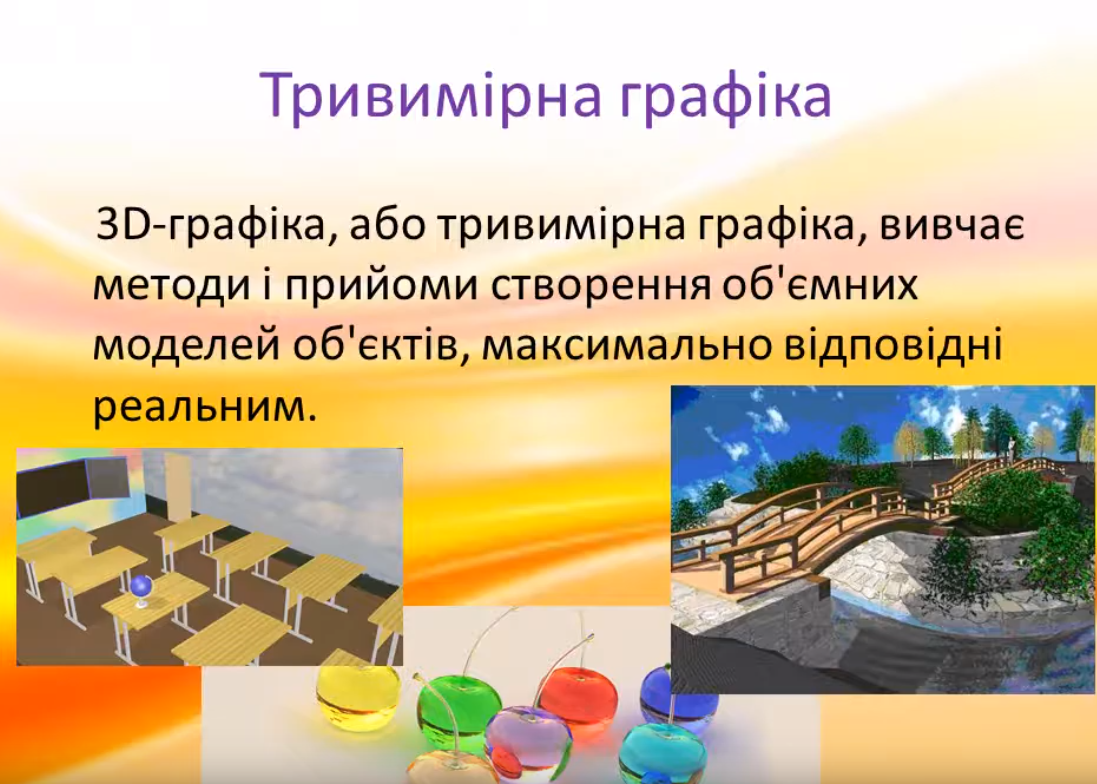 Тривимірна графіка
3D-графіка, або тривимірна графіка, вивчає
методи і прийоми створення об'ємних
моделей об'єктів, максимально відповідні
реальним.